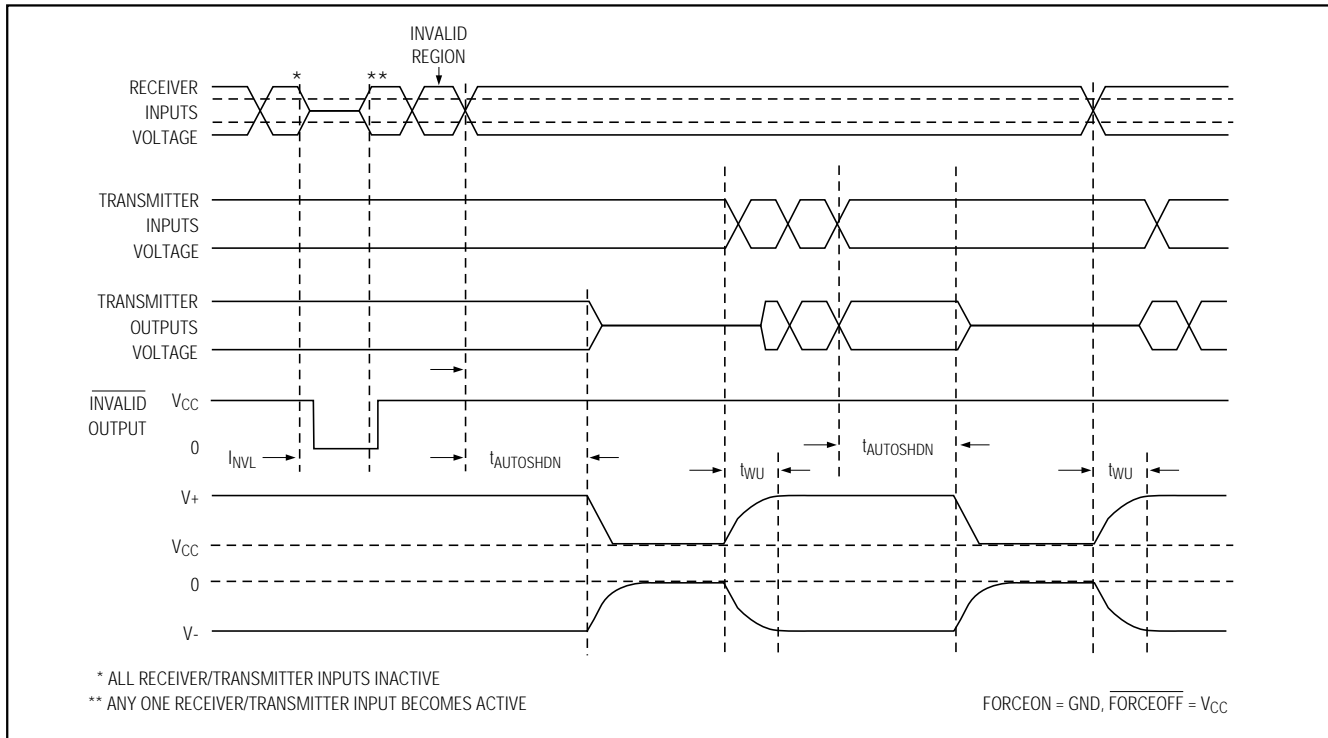 INVALID
REGION
* **
RECEIVER
INPUTS
VOLTAGE
TRANSMITTER
INPUTS
VOLTAGE
TRANSMITTER
OUTPUTS
VOLTAGE
INVALID
OUTPUT
VCC
0
INVL
tAUTOSHDN
tWU
tAUTOSHDN
tWU
V+
VCC
0
V-
* ALL RECEIVER/TRANSMITTER INPUTS INACTIVE
** ANY ONE RECEIVER/TRANSMITTER INPUT BECOMES ACTIVE
FORCEON = GND, FORCEOFF = VCC